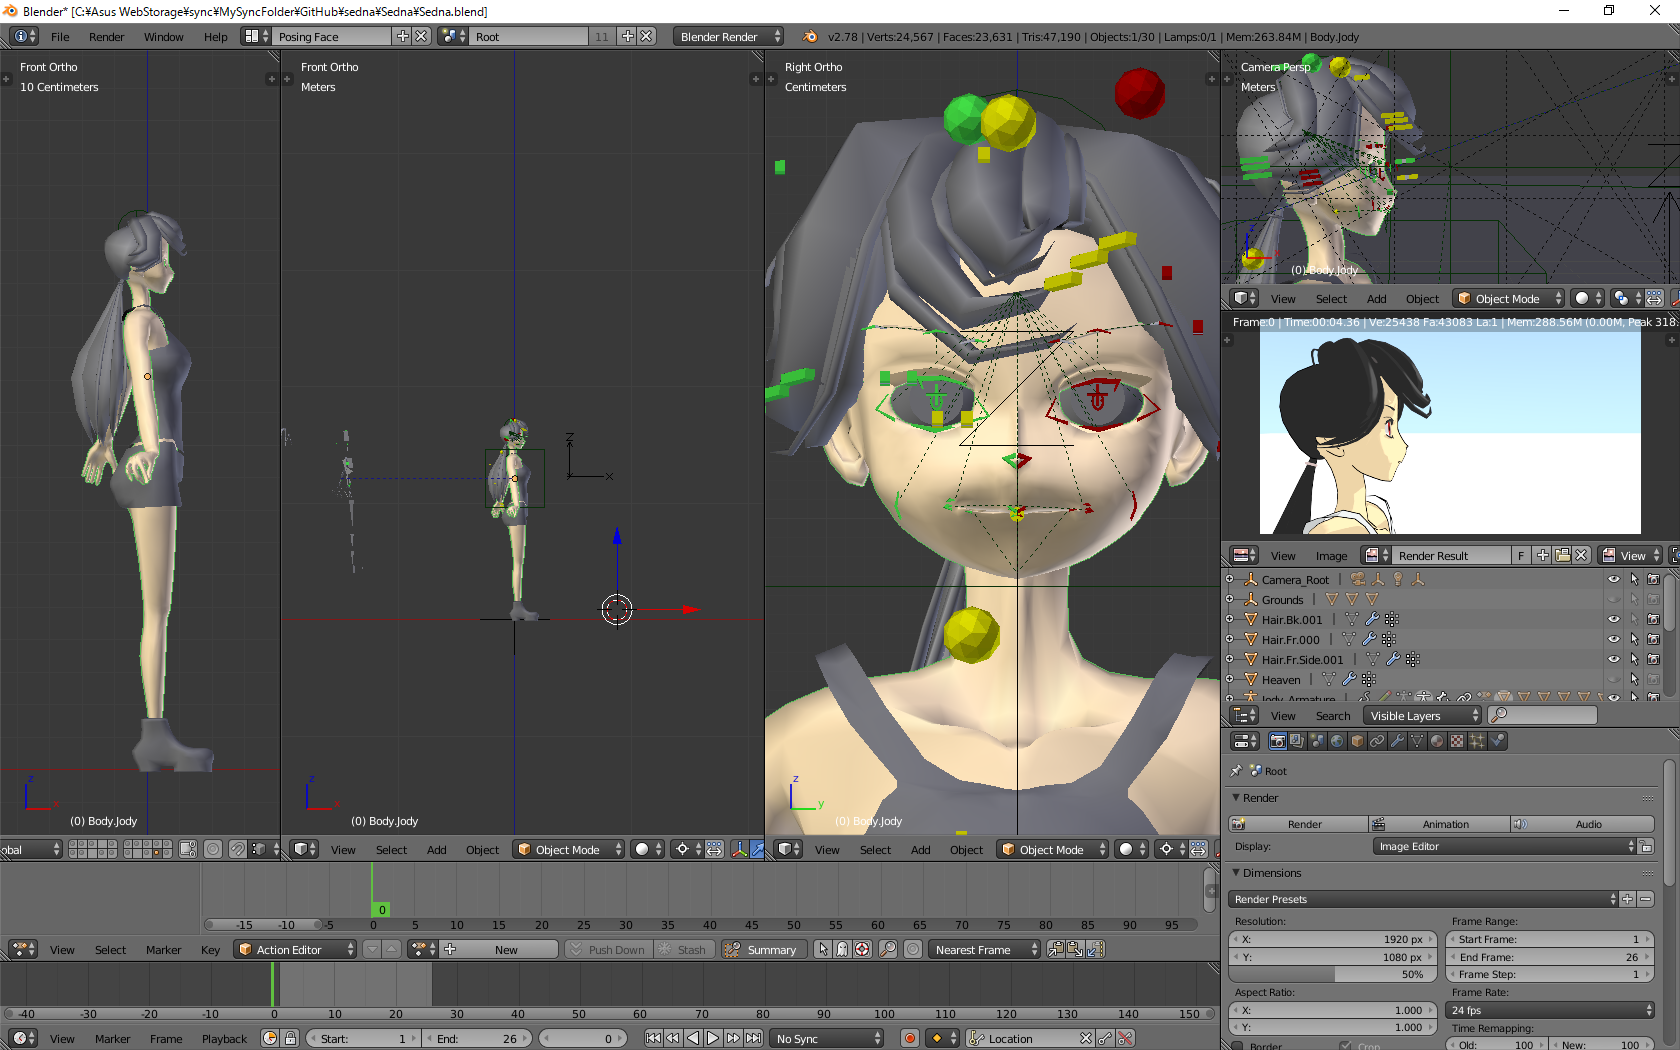 Blender* [C:¥Asus WebStorage¥sync¥MySyncFolder¥GitHub¥sedna¥Sedna¥Sedna.blend]
File Render Window Help Posing Face Root 11 Blender Render v2.78 | Verts:24,567 | Faces:23,631 | Tris:47,190 | Objects:1/30 | Lamps:0/1 | Mem:263.84M | Body.Jody
Front Ortho
10 Centimeters
(0) Body.Jody
Front Ortho
Meters
(0) Body.Jody
Right Ortho
Centimeters
(0) Body.Jody
Camera Persp
Meters
(0) Body.Jody
View Select Add Object Object Mode
Frame:0 | Time:00:04.36 | Ve:25438 Fa:43083 La:1 | Mem:288.56M (0.00M, Peak 318.
View Image Render Result F View
Camera_Root
Grounds
Hair.Bk.001
Hair.Fr.000
Hair.Fr.Side.001
Heaven
Jody_Armature
View Search Visible Layers
Root
Render
Render Animation Audio
Display: Image Editor
Dimensions
Render Presets
Resolution: Frame Range:
X: 1920 px Start Frame: 1
Y: 1080 px End Frame: 26
50% Frame Step: 1
Aspect Ratio: Frame Rate:
X: 1.000 24 fps
Y: 1.000 Time Remapping:
Border Crop Old: 100 New: 100
obal View Select Add Object Object Mode View Select Add Object Object Mode
0
-15 -10 -5 0 5 10 15 20 25 30 35 40 45 50 55 60 65 70 75 80 85 90 95
View Select Marker Key Action Editor New Push Down Stash Summary Nearest Frame
-40 -30 -20 -10 0 10 20 30 40 50 60 70 80 90 100 110 120 130 140 150
View Marker Frame Playback Start: 1 End: 26 0 No Sync Location